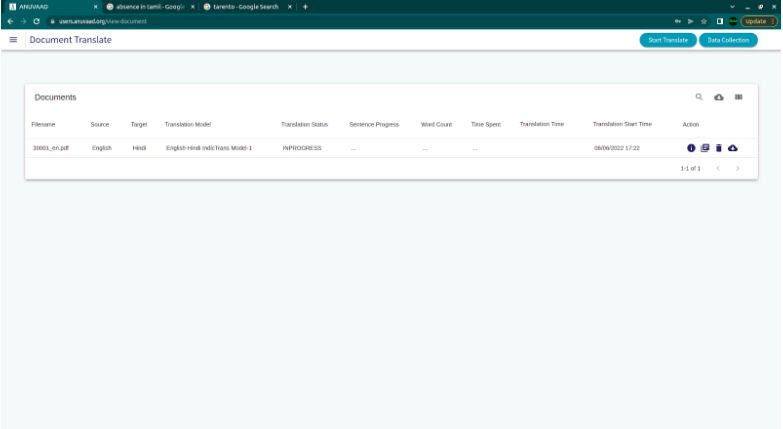 ANUVAAD
absence in tamil - Google
tarento - Google Search
users.anuvaad.org/view-document
Update
Document Translate
Start Translate
Data Collection
Documents
Filename Source Target Translation Model Translation Status Sentence Progress Word Count Time Spent Translation Time Translation Start Time Action
30001_en.pdf English Hindi English-Hindi IndicTrans Model-1 INPROGRESS ... ... ... 06/06/2022 17:22
1-1 of 1